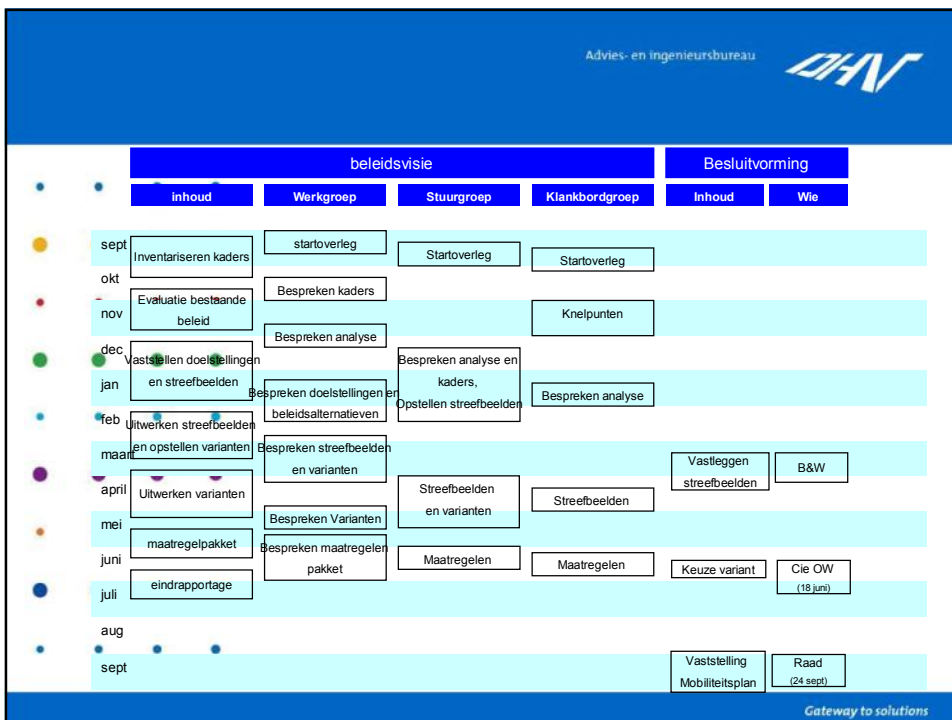 Advies- en ingenieursbureau
DHV
beleidsvisie
Besluitvorming
inhoud
Werkgroep
Stuurgroep
Klankbordgroep
Inhoud
Wie
sept
okt
nov
dec
jan
feb
maart
april
mei
juni
juli
aug
sept
Inventariseren kaders
Evaluatie bestaande
beleid
Vaststellen doelstellingen
en streefbeelden
Uitwerken streefbeelden
en opstellen varianten
Uitwerken varianten
maatregelpakket
eindrapportage
startoverleg
Bespreken kaders
Bespreken analyse
Bespreken doelstellingen en
beleidsalternatieven
Bespreken streefbeelden
en varianten
Bespreken Varianten
Bespreken maatregelen
pakket
Startoverleg
Bespreken analyse en
kaders,
Opstellen streefbeelden
Streefbeelden
en varianten
Maatregelen
Startoverleg
Knelpunten
Bespreken analyse
Streefbeelden
Maatregelen
Vastleggen
streefbeelden
Keuze variant
Vaststelling
Mobiliteitsplan
B&W
Cie OW
(18 juni)
Raad
(24 sept)
Gateway to solutions